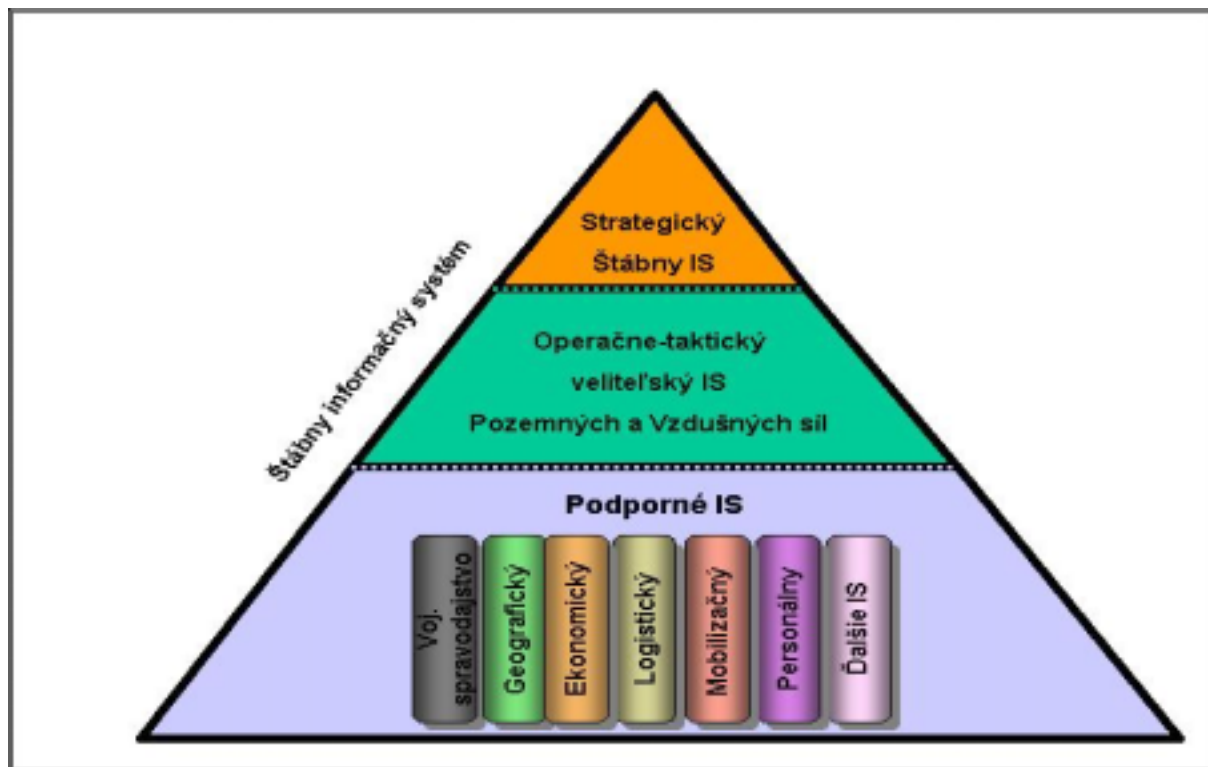 Štábny informačný systém
Strategický
Štábny IS
Operačne-taktický
veliteľský IS
Pozemných a Vzdušných síl
Podporné IS
Voj.
spravodajstvo
Geografický
Ekonomický
Logistický
Mobilizačný
Personálny
Ďalšie IS